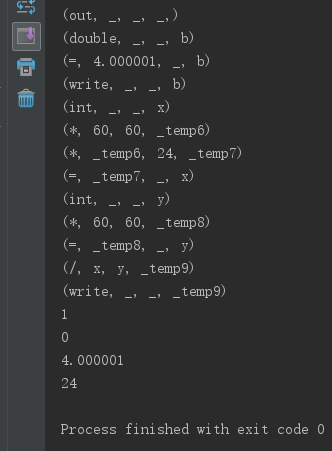 (out, _, _, _,)
(double, _, _, b)
(=, 4.000001, _, b)
(write, _, _, b)
(int, _, _, x)
(*, 60, 60, _temp6)
(*, _temp6, 24, _temp7)
(=, _temp7, _, x)
(int, _, _, y)
(*, 60, 60, _temp8)
(=, _temp8, _, y)
(/, x, y, _temp9)
(write, _, _, _temp9)
1
0
4.000001
24
Process finished with exit code 0